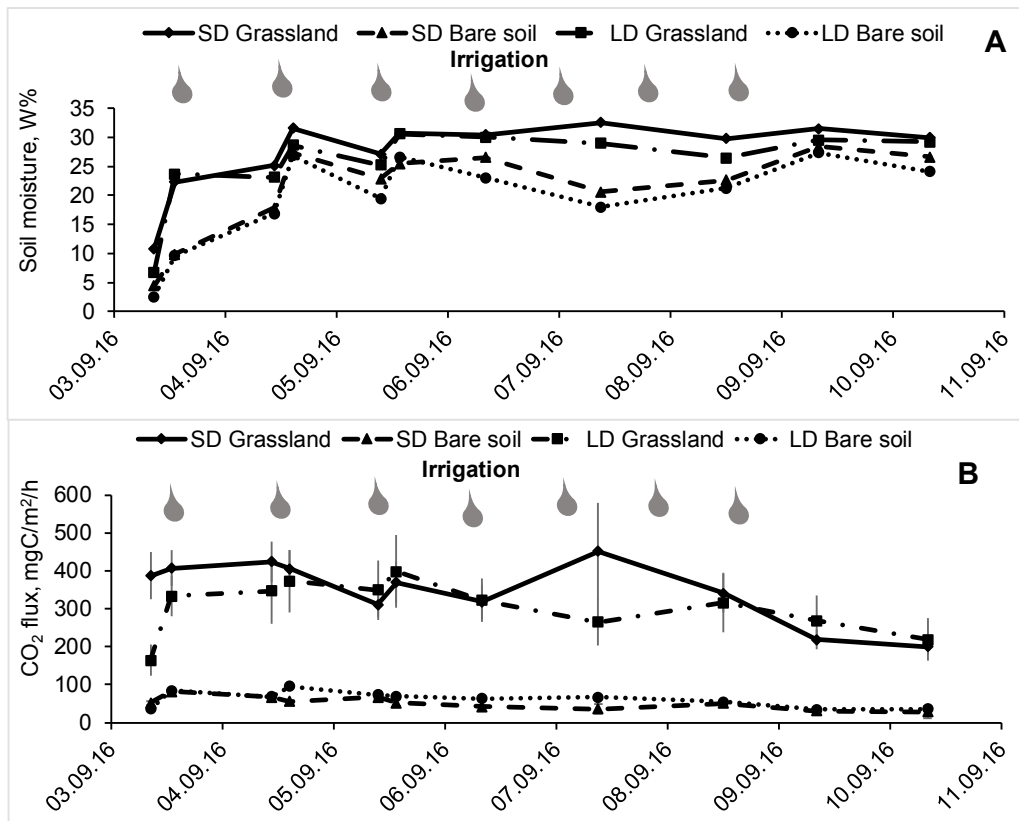 SD Grassland SD Bare soil LD Grassland LD Bare soil
A
Irrigation
Soil moisture, W%
35
30
25
20
15
10
5
0
03.09.16 04.09.16 05.09.16 06.09.16 07.09.16 08.09.16 09.09.16 10.09.16 11.09.16
SD Grassland SD Bare soil LD Grassland LD Bare soil
B
Irrigation
CO₂ flux, mgC/m²/h
600
500
400
300
200
100
0
03.09.16 04.09.16 05.09.16 06.09.16 07.09.16 08.09.16 09.09.16 10.09.16 11.09.16